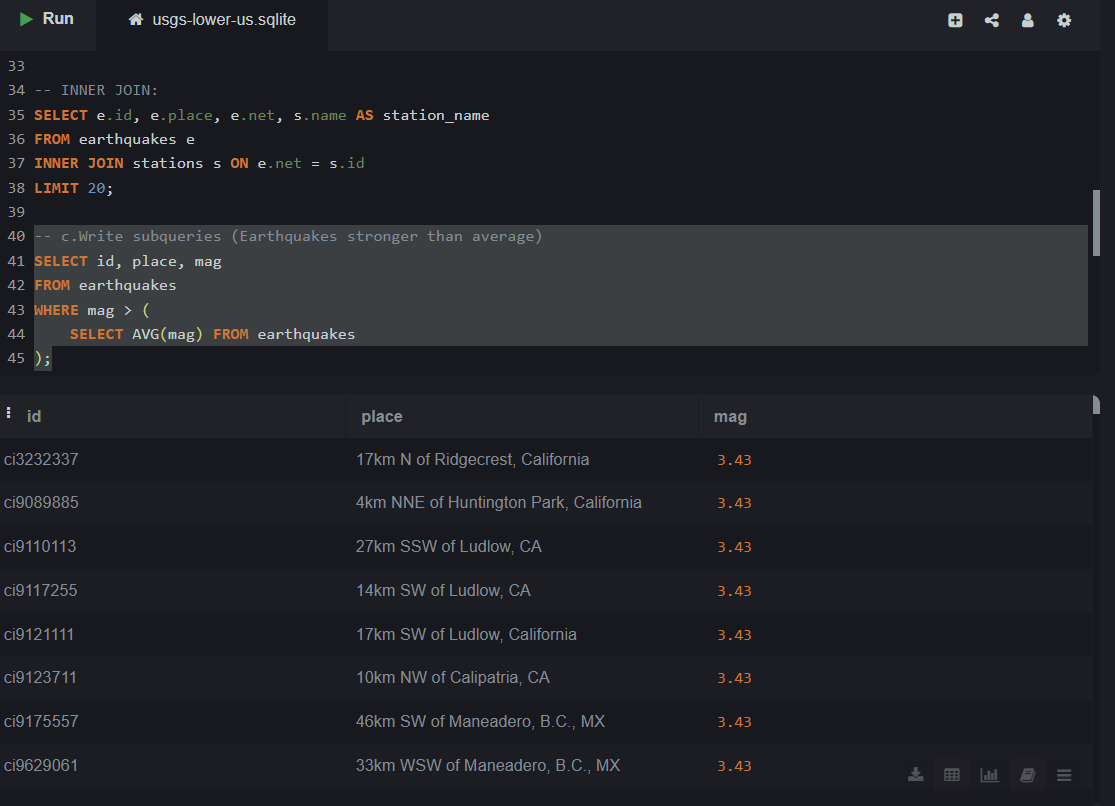 Run usgs-lower-us.sqlite
33
34 -- INNER JOIN:
35 SELECT e.id, e.place, e.net, s.name AS station_name
36 FROM earthquakes e
37 INNER JOIN stations s ON e.net = s.id
38 LIMIT 20;
39
40 -- c.Write subqueries (Earthquakes stronger than average)
41 SELECT id, place, mag
42 FROM earthquakes
43 WHERE mag > (
44     SELECT AVG(mag) FROM earthquakes
45 );
id place mag
ci3232337 17km N of Ridgecrest, California 3.43
ci9089885 4km NNE of Huntington Park, California 3.43
ci9110113 27km SSW of Ludlow, CA 3.43
ci9117255 14km SW of Ludlow, CA 3.43
ci9121111 17km SW of Ludlow, California 3.43
ci9123711 10km NW of Calipatria, CA 3.43
ci9175557 46km SW of Maneadero, B.C., MX 3.43
ci9629061 33km WSW of Maneadero, B.C., MX 3.43